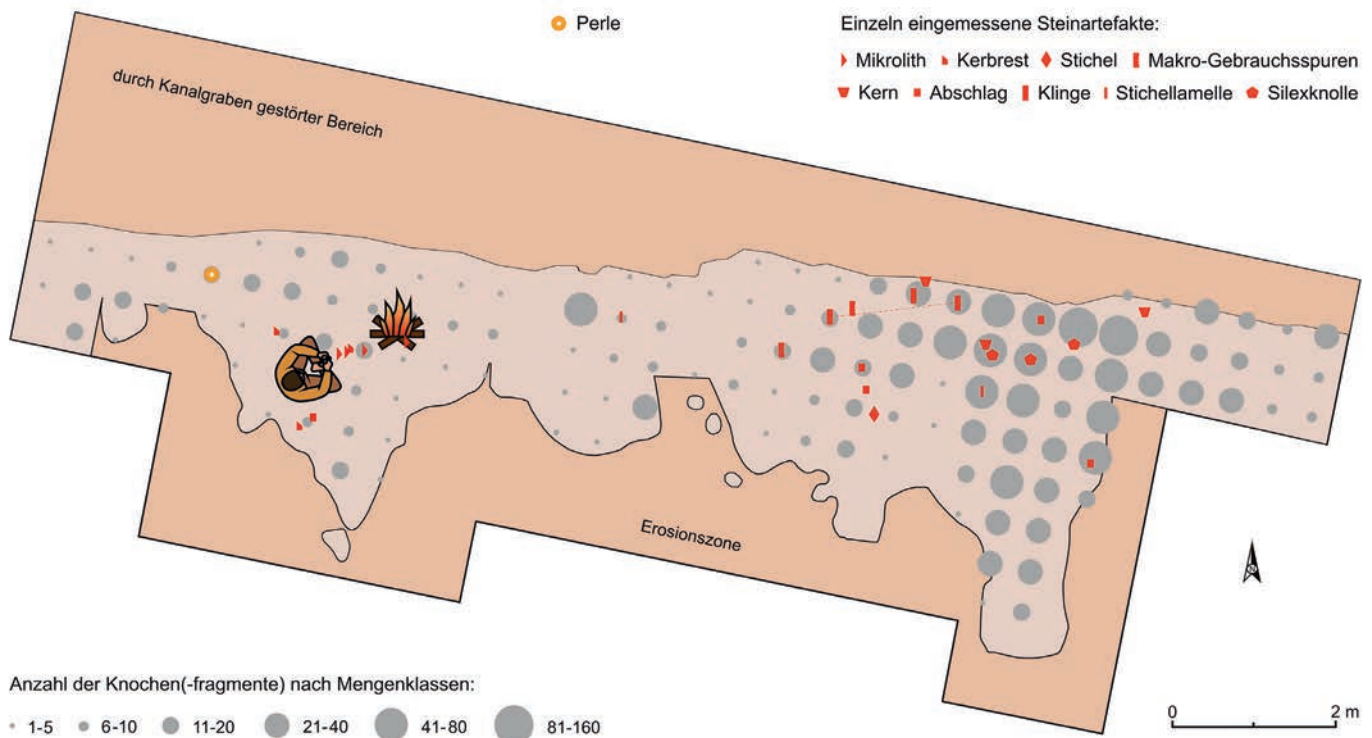 Perle
Einzeln eingemessene Steinartefakte:
Mikrolith Kerbrest Stichel Makro-Gebrauchsspuren
Kern Abschlag Klinge Stichellamelle Silexknolle
durch Kanalgraben gestörter Bereich
Erosionszone
Anzahl der Knochen(-fragmente) nach Mengenklassen:
1-5 6-10 11-20 21-40 41-80 81-160
0 2 m